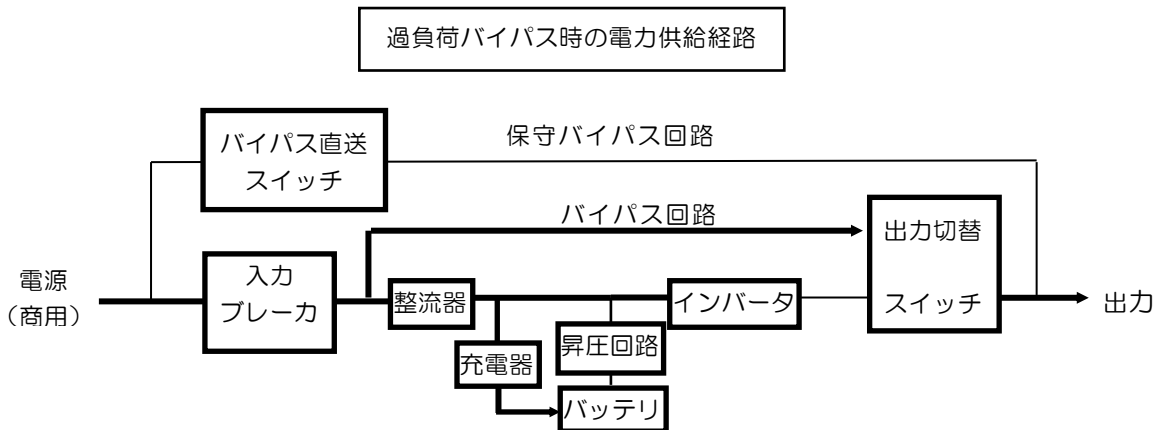 過負荷バイパス時の電力供給経路
バイパス直送
スイッチ
保守バイパス回路
バイパス回路
出力切替
スイッチ
電源
（商用）
入力
ブレーカ
整流器
インバータ
出力
充電器
昇圧回路
バッテリ